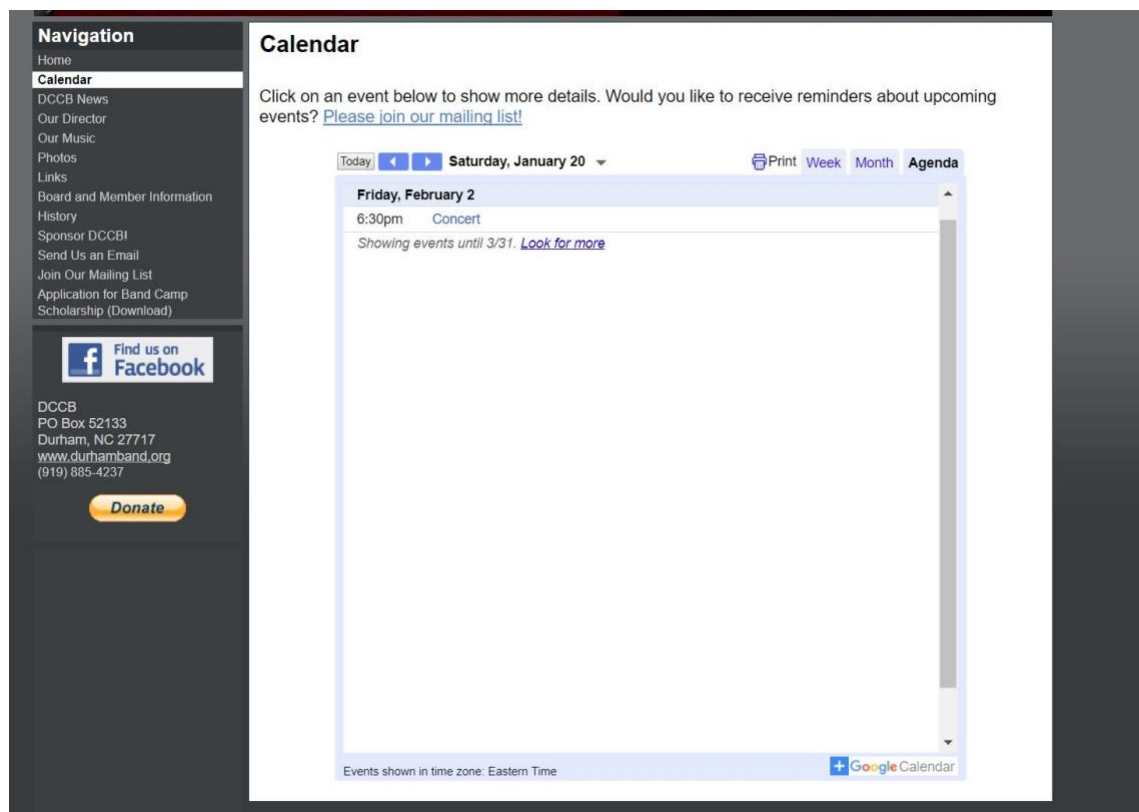 Navigation
Home
Calendar
DCCB News
Our Director
Our Music
Photos
Links
Board and Member Information
History
Sponsor DCCB!
Send Us an Email
Join Our Mailing List
Application for Band Camp
Scholarship (Download)
Find us on
Facebook
DCCB
PO Box 52133
Durham, NC 27717
www.durhamband.org
(919) 885-4237
Donate
Calendar
Click on an event below to show more details. Would you like to receive reminders about upcoming
events? Please join our mailing list!
Today Saturday, January 20 Print Week Month Agenda
Friday, February 2
6:30pm Concert
Showing events until 3/31. Look for more
Events shown in time zone: Eastern Time
Google Calendar